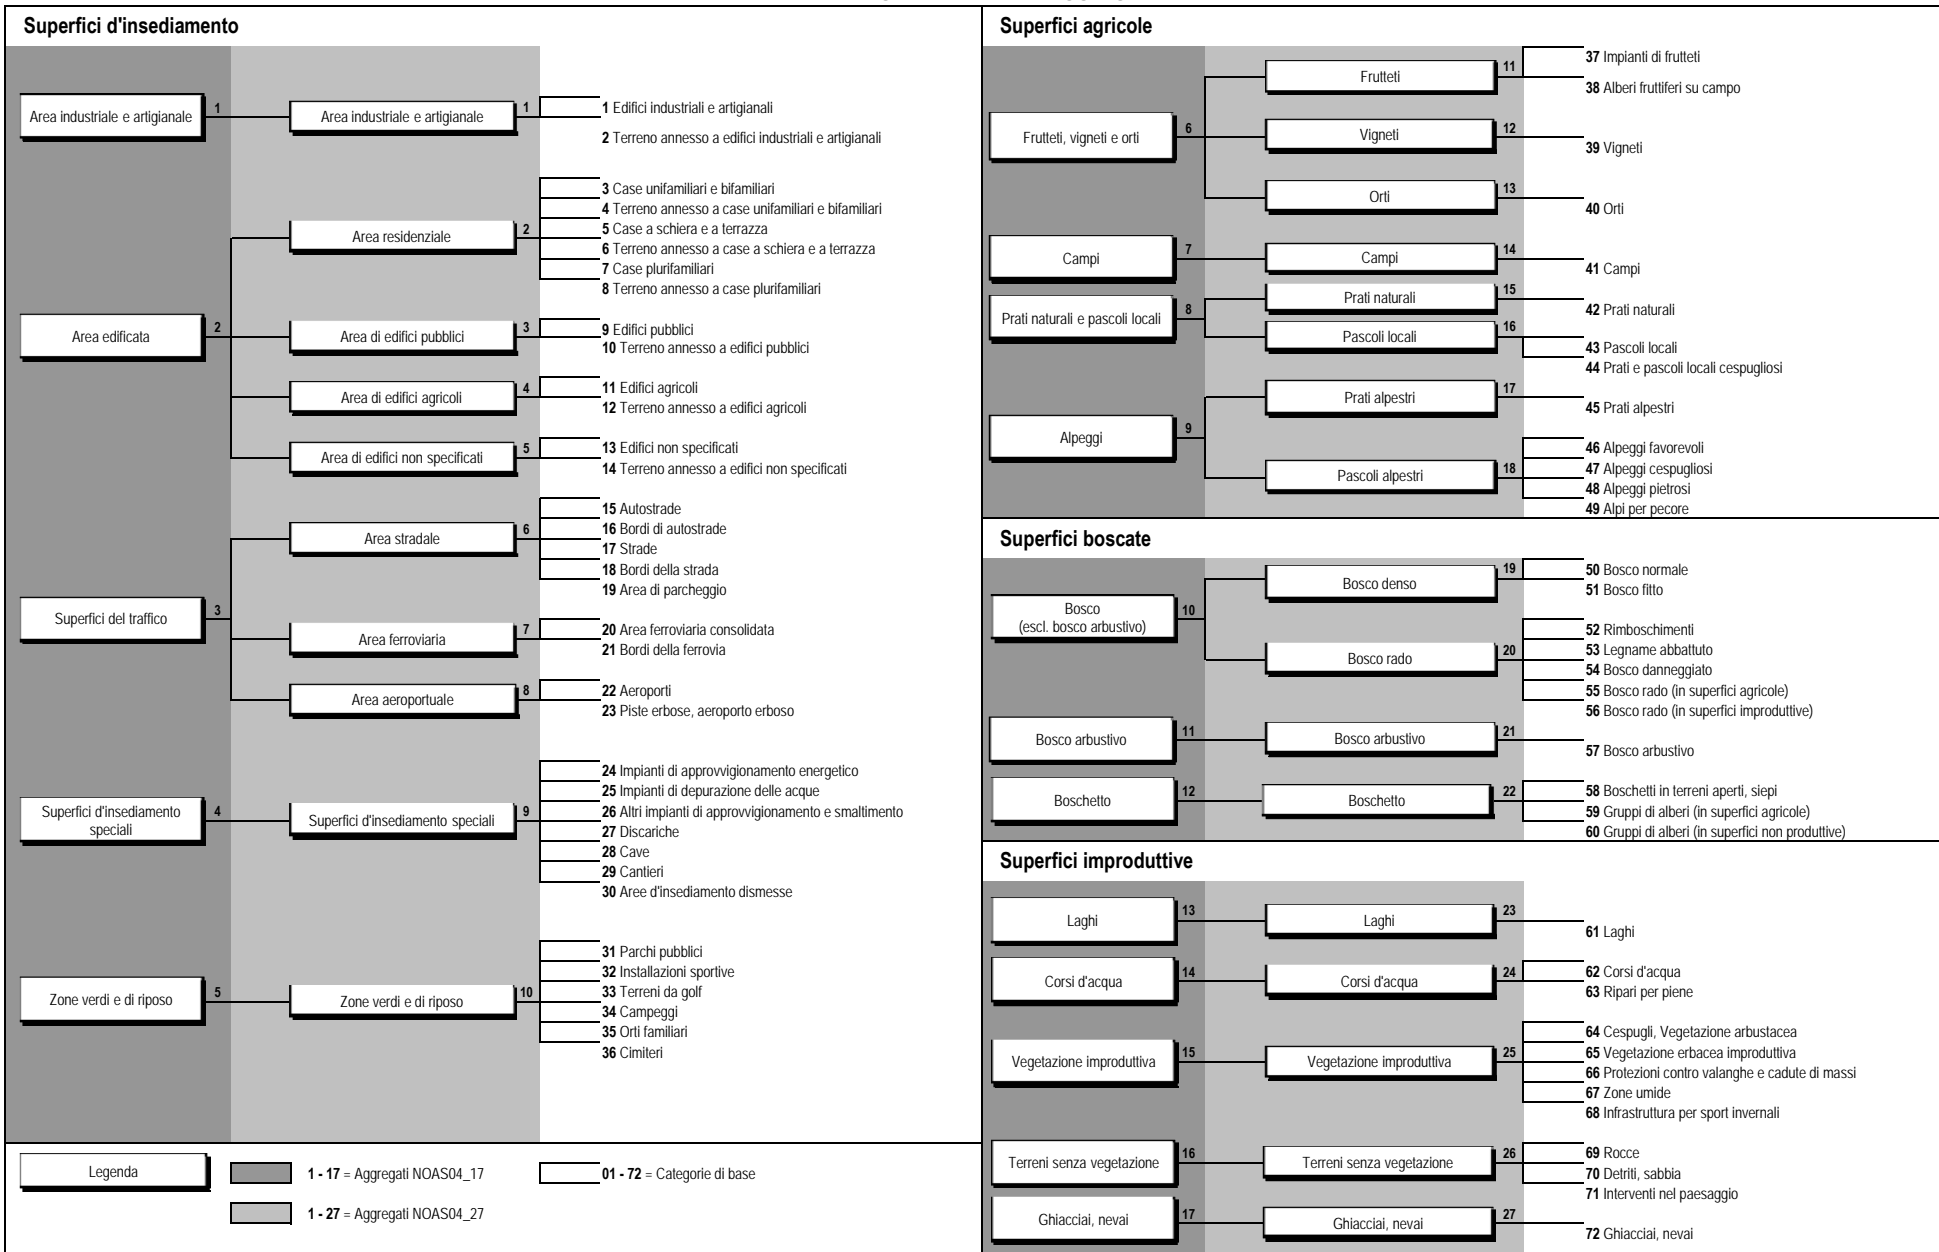 Superfici d'insediamento
Area industriale e artigianale
1
Area industriale e artigianale
1
1 Edifici industriali e artigianali
2 Terreno annesso a edifici industriali e artigianali
Area edificata
2
Area residenziale
2
3 Case unifamiliari e bifamiliari
4 Terreno annesso a case unifamiliari e bifamiliari
5 Case a schiera e a terrazza
6 Terreno annesso a case a schiera e a terrazza
7 Case plurifamiliari
8 Terreno annesso a case plurifamiliari
Area di edifici pubblici
3
9 Edifici pubblici
10 Terreno annesso a edifici pubblici
Area di edifici agricoli
4
11 Edifici agricoli
12 Terreno annesso a edifici agricoli
Area di edifici non specificati
5
13 Edifici non specificati
14 Terreno annesso a edifici non specificati
Superfici del traffico
3
Area stradale
6
15 Autostrade
16 Bordi di autostrade
17 Strade
18 Bordi della strada
19 Area di parcheggio
Area ferroviaria
7
20 Area ferroviaria consolidata
21 Bordi della ferrovia
Area aeroportuale
8
22 Aeroporti
23 Piste erbose, aeroporto erboso
Superfici d'insediamento
speciali
4
Superfici d'insediamento speciali
9
24 Impianti di approvvigionamento energetico
25 Impianti di depurazione delle acque
26 Altri impianti di approvvigionamento e smaltimento
27 Discariche
28 Cave
29 Cantieri
30 Aree d'insediamento dismesse
Zone verdi e di riposo
5
Zone verdi e di riposo
10
31 Parchi pubblici
32 Installazioni sportive
33 Terreni da golf
34 Campeggi
35 Orti familiari
36 Cimiteri
Legenda
1 - 17 = Aggregati NOAS04_17
1 - 27 = Aggregati NOAS04_27
01 - 72 = Categorie di base
Superfici agricole
Frutteti, vigneti e orti
6
Frutteti
11
37 Impianti di frutteti
38 Alberi fruttiferi su campo
Vigneti
12
39 Vigneti
Orti
13
40 Orti
Campi
7
Campi
14
41 Campi
Prati naturali e pascoli locali
8
Prati naturali
15
42 Prati naturali
Pascoli locali
16
43 Pascoli locali
44 Prati e pascoli locali cespugliosi
Alpeggi
9
Prati alpestri
17
45 Prati alpestri
Pascoli alpestri
18
46 Alpeggi favorevoli
47 Alpeggi cespugliosi
48 Alpeggi pietrosi
49 Alpi per pecore
Superfici boscate
Bosco
(escl. bosco arbustivo)
10
Bosco denso
19
50 Bosco normale
51 Bosco fitto
Bosco rado
20
52 Rimboschimenti
53 Legname abbattuto
54 Bosco danneggiato
55 Bosco rado (in superfici agricole)
56 Bosco rado (in superfici improduttive)
Bosco arbustivo
11
Bosco arbustivo
21
57 Bosco arbustivo
Boschetto
12
Boschetto
22
58 Boschetti in terreni aperti, siepi
59 Gruppi di alberi (in superfici agricole)
60 Gruppi di alberi (in superfici non produttive)
Superfici improduttive
Laghi
13
Laghi
23
61 Laghi
Corsi d'acqua
14
Corsi d'acqua
24
62 Corsi d'acqua
63 Ripari per piene
Vegetazione improduttiva
15
Vegetazione improduttiva
25
64 Cespugli, Vegetazione arbustacea
65 Vegetazione erbacea improduttiva
66 Protezioni contro valanghe e cadute di massi
67 Zone umide
68 Infrastruttura per sport invernali
Terreni senza vegetazione
16
Terreni senza vegetazione
26
69 Rocce
70 Detriti, sabbia
71 Interventi nel paesaggio
Ghiacciai, nevai
17
Ghiacciai, nevai
27
72 Ghiacciai, nevai